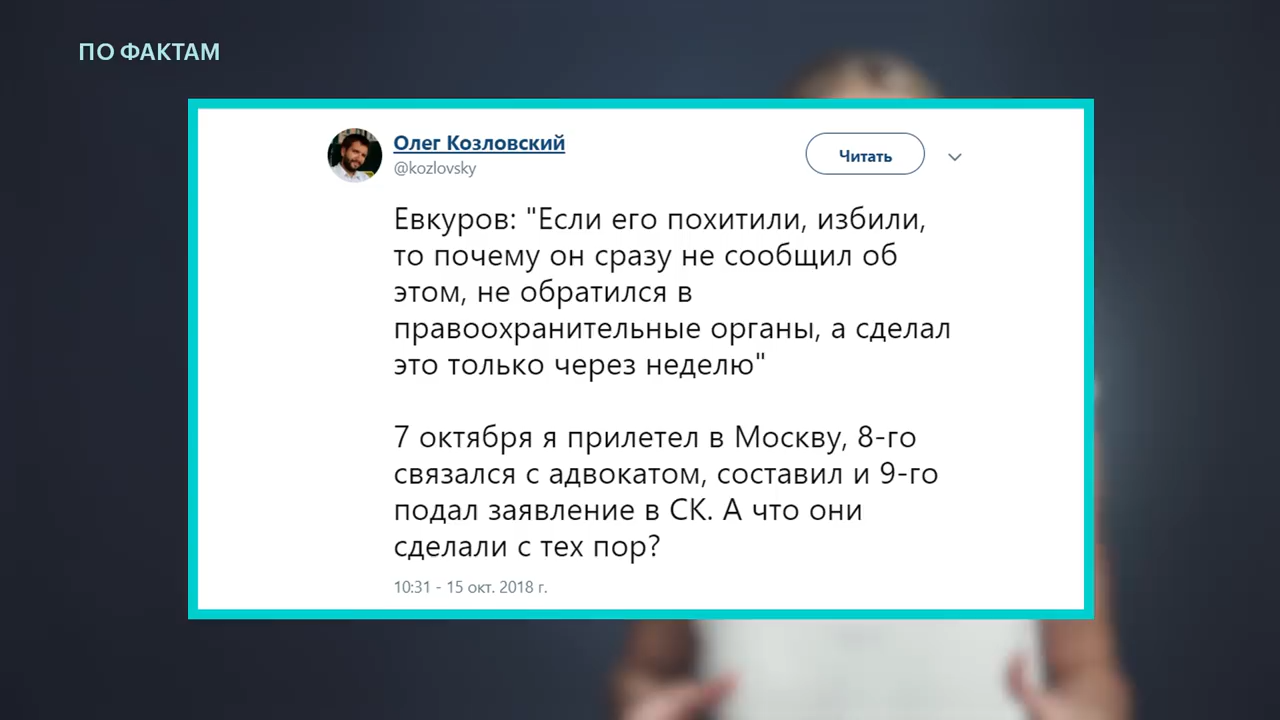 ПО ФАКТАМ
Олег Козловский
@kozlovsky
Читать
Евкуров: "Если его похитили, избили,
то почему он сразу не сообщил об
этом, не обратился в
правоохранительные органы, а сделал
это только через неделю"
7 октября я прилетел в Москву, 8-го
связался с адвокатом, составил и 9-го
подал заявление в СК. А что они
сделали с тех пор?
10:31 - 15 окт. 2018 г.